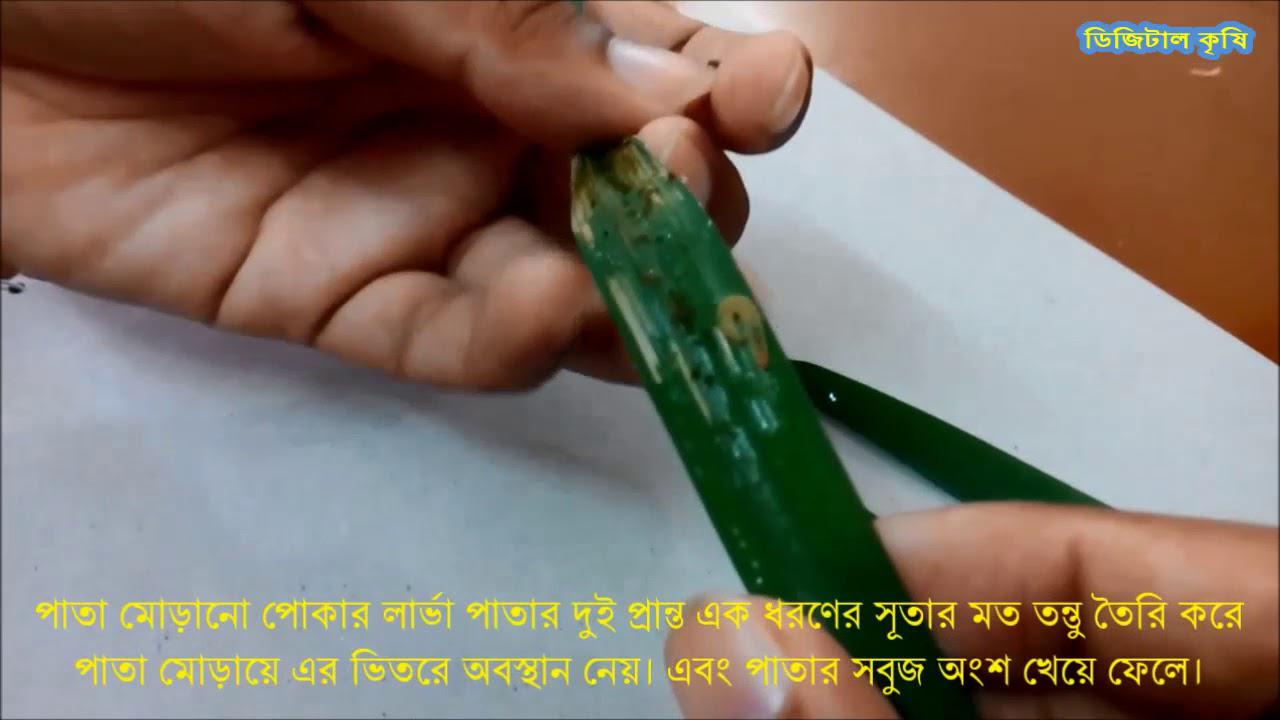 ডিজিটাল কৃষি
পাতা মোড়ানো পোকার লার্ভা পাতার দুই প্রান্ত এক ধরণের সূতার মত তন্তু তৈরি করে
পাতা মোড়ায়ে এর ভিতরে অবস্থান নেয়। এবং পাতার সবুজ অংশ খেয়ে ফেলে।